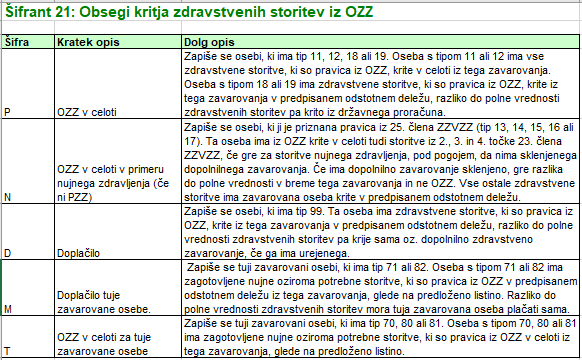 Šifrant 21: Obsegi kritja zdravstvenih storitev iz OZZ
Šifra Kratek opis Dolg opis
Zapiše se osebi, ki ima tip 11, 12, 18 ali 19. Oseba s tipom 11 ali 12 ima vse
zdravstvene storitve, ki so pravica iz OZZ, krite v celoti iz tega zavarovanja.
Oseba s tipom 18 ali 19 ima zdravstvene storitve, ki so pravica iz OZZ, krite iz
tega zavarovanja v predpisanem odstotnem deležu, razliko do polne vrednosti
P OZZ v celoti zdravstvenih storitev pa krito iz državnega proračuna.
Zapiše se osebi, ki ji je priznana pravica iz 25. člena ZZVZZ (tip 13, 14, 15, 16 ali
17). Ta oseba ima iz OZZ krite v celoti tudi storitve iz 2., 3. in 4. točke 23. člena
OZZ v celoti v primeru ZZVZZ, če gre za storitve nujnega zdravljenja, pod pogojem, da nima sklenjenega
nujnega zdravljenja (če dopolnilnega zavarovanja. Če ima dopolnilno zavarovanje sklenjeno, gre razlika
ni PZZ) do polne vrednosti v breme tega zavarovanja in ne OZZ. Vse ostale zdravstvene
N storitve ima zavarovana oseba krite v predpisanem odstotnem deležu.
Zapiše se osebi, ki ima tip 99. Ta oseba ima zdravstvene storitve, ki so pravica iz
OZZ, krite iz tega zavarovanja v predpisanem odstotnem deležu, razliko do polne
vrednosti zdravstvenih storitev pa krije sama oz. dopolnilno zdravstveno
D Doplačilo zavarovanje, če ga ima urejenega.
Zapiše se tuji zavarovani osebi, ki ima tip 71 ali 82. Oseba s tipom 71 ali 82 ima
zagotovljene nujne oziroma potrebne storitve, ki so pravica iz OZZ v predpisanem
Doplačilo tuje odstotnem deležu iz tega zavarovanja, glede na predloženo listino. Razliko do
M zavarovane osebe. polne vrednosti zdravstvenih storitev mora tuja zavarovana oseba plačati sama.
Zapiše se tuji zavarovani osebi, ki ima tip 70, 80 ali 81. Oseba s tipom 70, 80 ali 81
OZZ v celoti za tuje ima zagotovljene nujne oziroma potrebne storitve, ki so pravica iz OZZ v celoti iz
T zavarovane osebe tega zavarovanja, glede na predloženo listino.